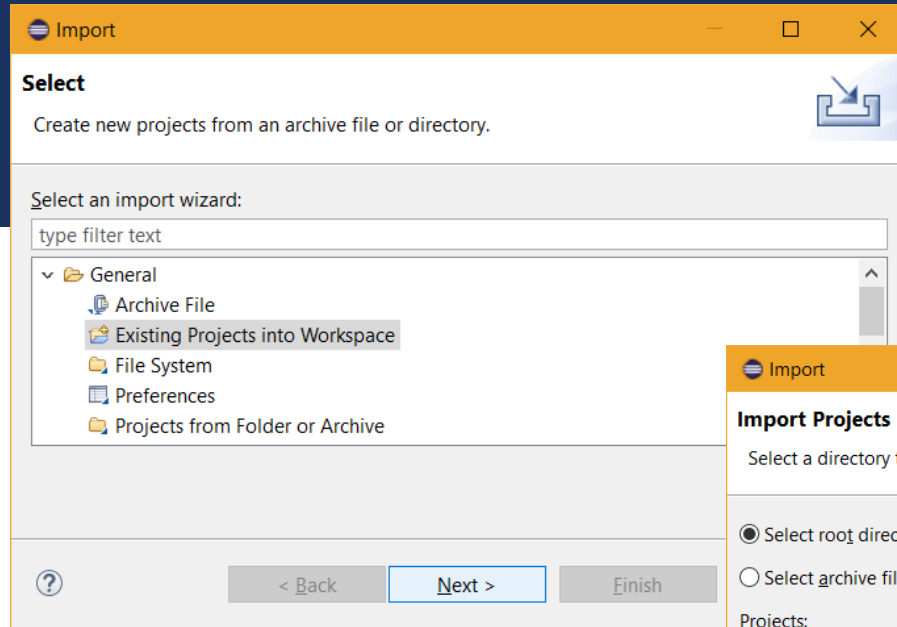 Import
Select
Create new projects from an archive file or directory.
Select an import wizard:
type filter text
General
Archive File
Existing Projects into Workspace
File System
Preferences
Projects from Folder or Archive
< Back
Next >
Finish
Import
Import Projects
Select a directory
Select root
Select archive
Projects: